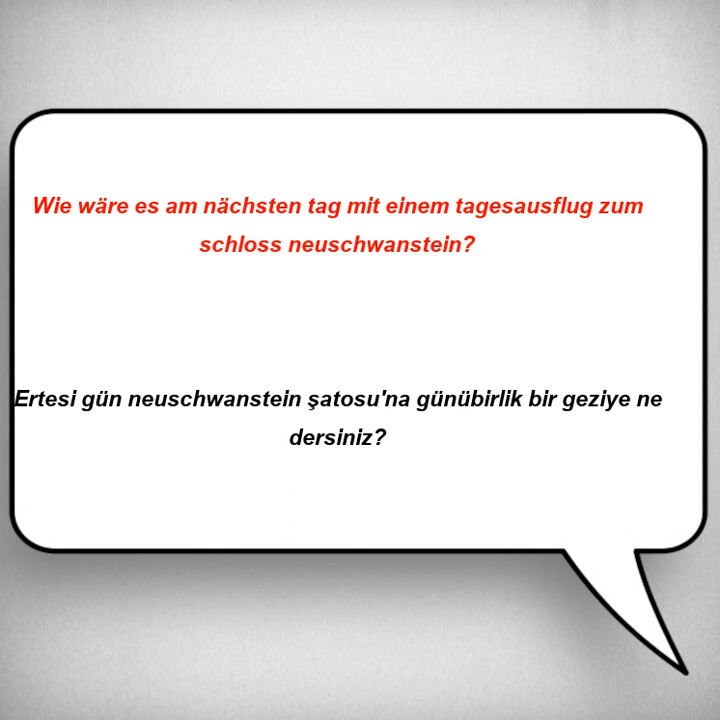 Wie wäre es am nächsten tag mit einem tagesausflug zum
schloss neuschwanstein?
Ertesi gün neuschwanstein şatosu'na günübirlik bir geziye ne
dersiniz?